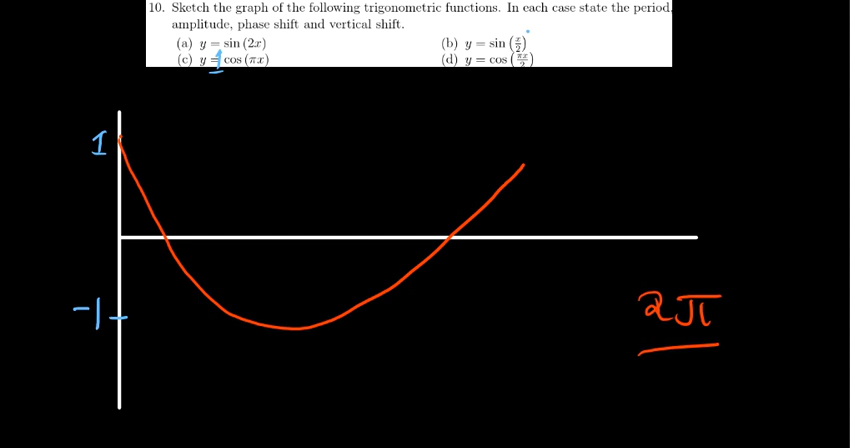 10. Sketch the graph of the following trigonometric functions. In each case state the period,
amplitude, phase shift and vertical shift.
(a) y = sin (2x)
(b) y = sin (x/2)
(c) y = 1 cos (πx)
(d) y = cos (πx/2)
1
-1
2π